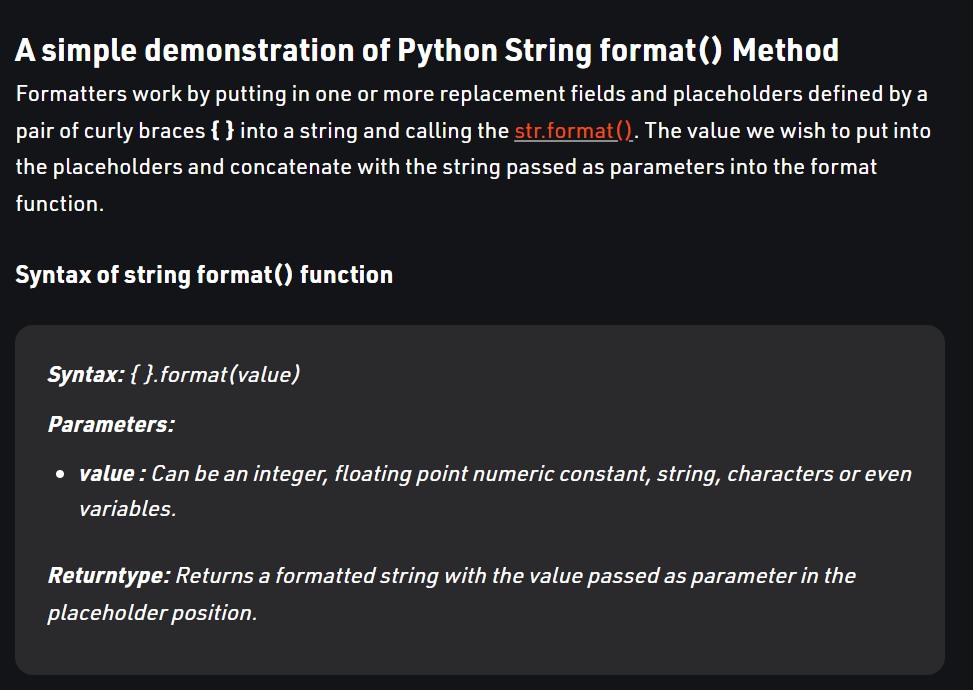 A simple demonstration of Python String format() Method
Formatters work by putting in one or more replacement fields and placeholders defined by a
pair of curly braces { } into a string and calling the str.format(). The value we wish to put into
the placeholders and concatenate with the string passed as parameters into the format
function.
Syntax of string format() function
Syntax: { }.format(value)
Parameters:
• value : Can be an integer, floating point numeric constant, string, characters or even
variables.
Returntype: Returns a formatted string with the value passed as parameter in the
placeholder position.